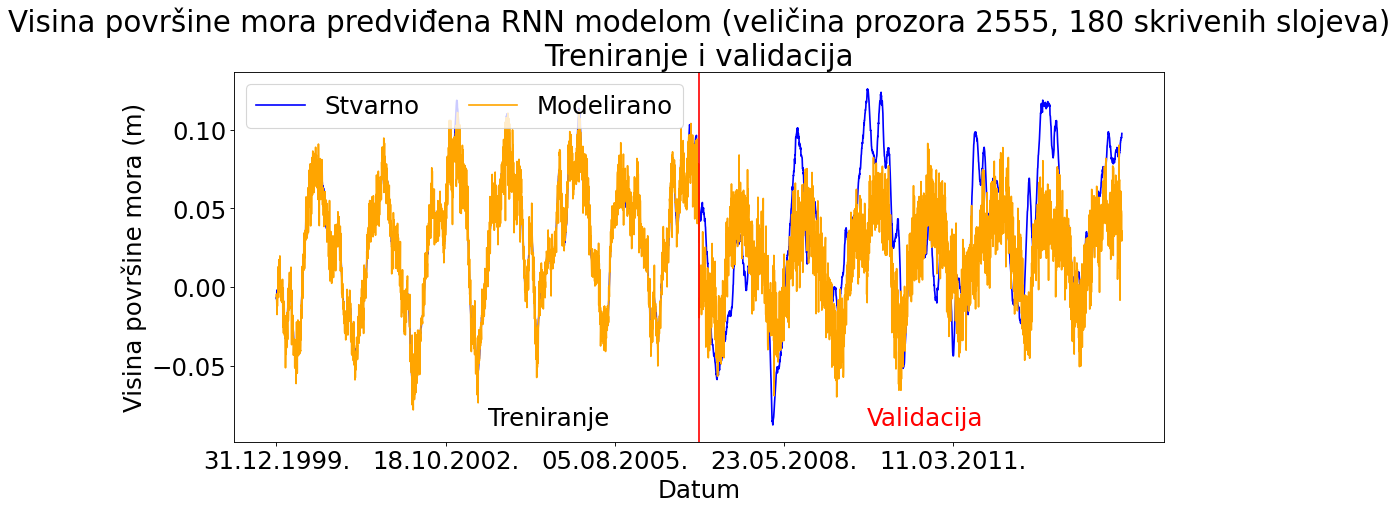 Visina površine mora predviđena RNN modelom (veličina prozora 2555, 180 skrivenih slojeva)
Treniranje i validacija
Stvarno
Modelirano
Visina površine mora (m)
0.10
0.05
0.00
−0.05
Treniranje
Validacija
31.12.1999.
18.10.2002.
05.08.2005.
23.05.2008.
11.03.2011.
Datum